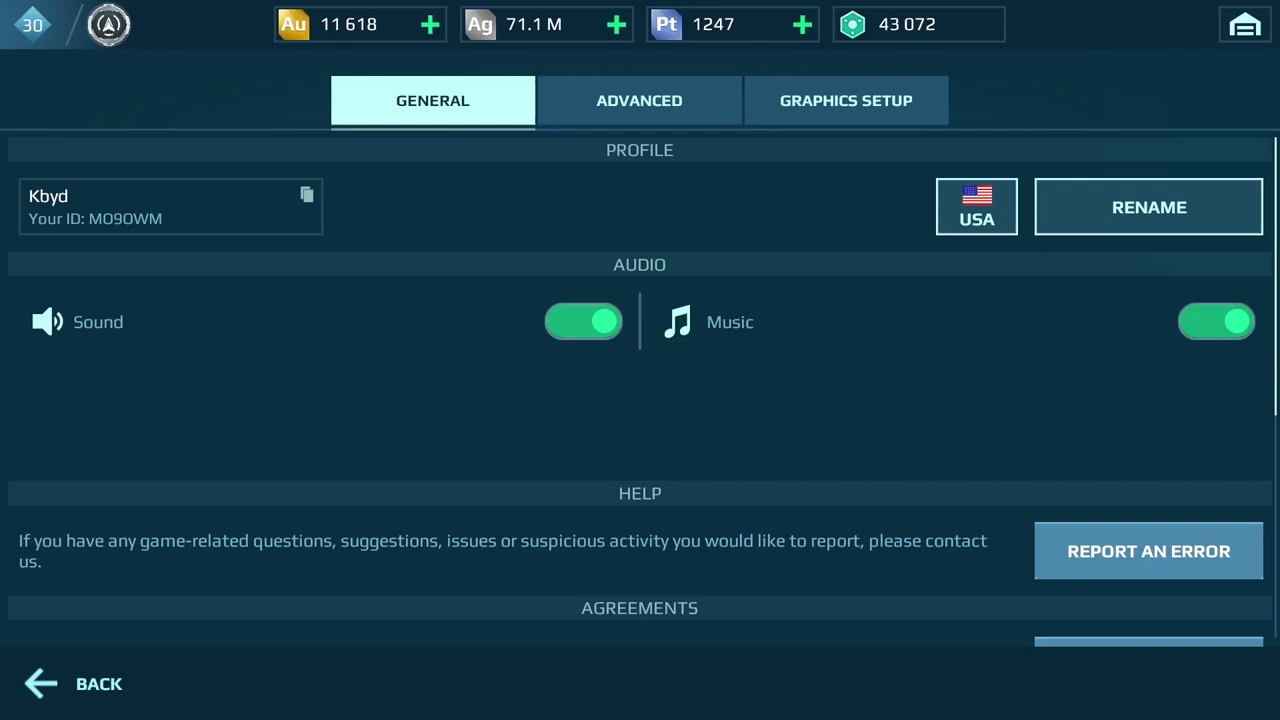 30
Au 11 618 +
Ag 71.1 M +
Pt 1247 +
43 072
GENERAL
ADVANCED
GRAPHICS SETUP
PROFILE
Kbyd
Your ID: MO9OWM
USA
RENAME
AUDIO
Sound
Music
HELP
If you have any game-related questions, suggestions, issues or suspicious activity you would like to report, please contact
us.
REPORT AN ERROR
AGREEMENTS
BACK